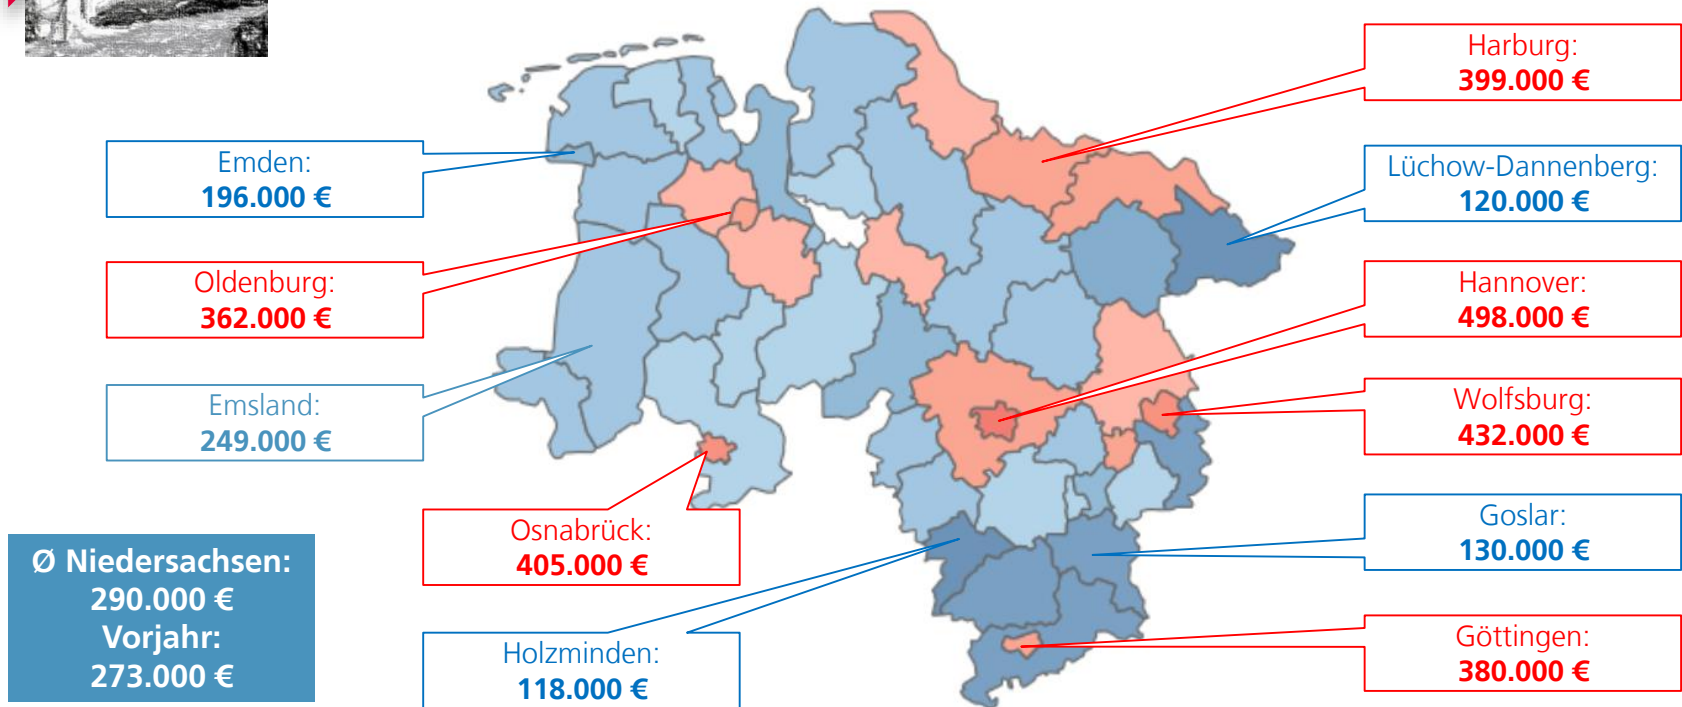 Emden:
196.000 €
Oldenburg:
362.000 €
Emsland:
249.000 €
Ø Niedersachsen:
290.000 €
Vorjahr:
273.000 €
Osnabrück:
405.000 €
Holzminden:
118.000 €
Harburg:
399.000 €
Lüchow-Dannenberg:
120.000 €
Hannover:
498.000 €
Wolfsburg:
432.000 €
Goslar:
130.000 €
Göttingen:
380.000 €